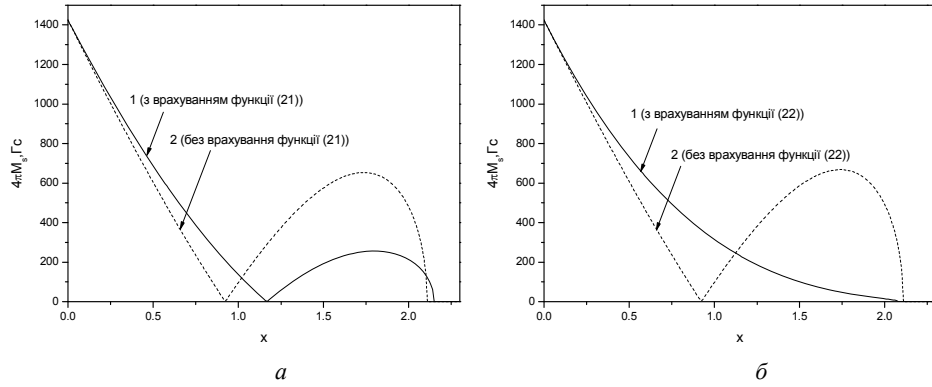 1400
1200
1000
800
600
400
200
0
4πMs,Гс
1 (з врахуванням функції (21))
2 (без врахування функції (21))
0.0 0.5 1.0 1.5 2.0
x
а
1400
1200
1000
800
600
400
200
0
4πMs,Гс
1 (з врахуванням функції (22))
2 (без врахування функції (22))
0.0 0.5 1.0 1.5 2.0
x
б